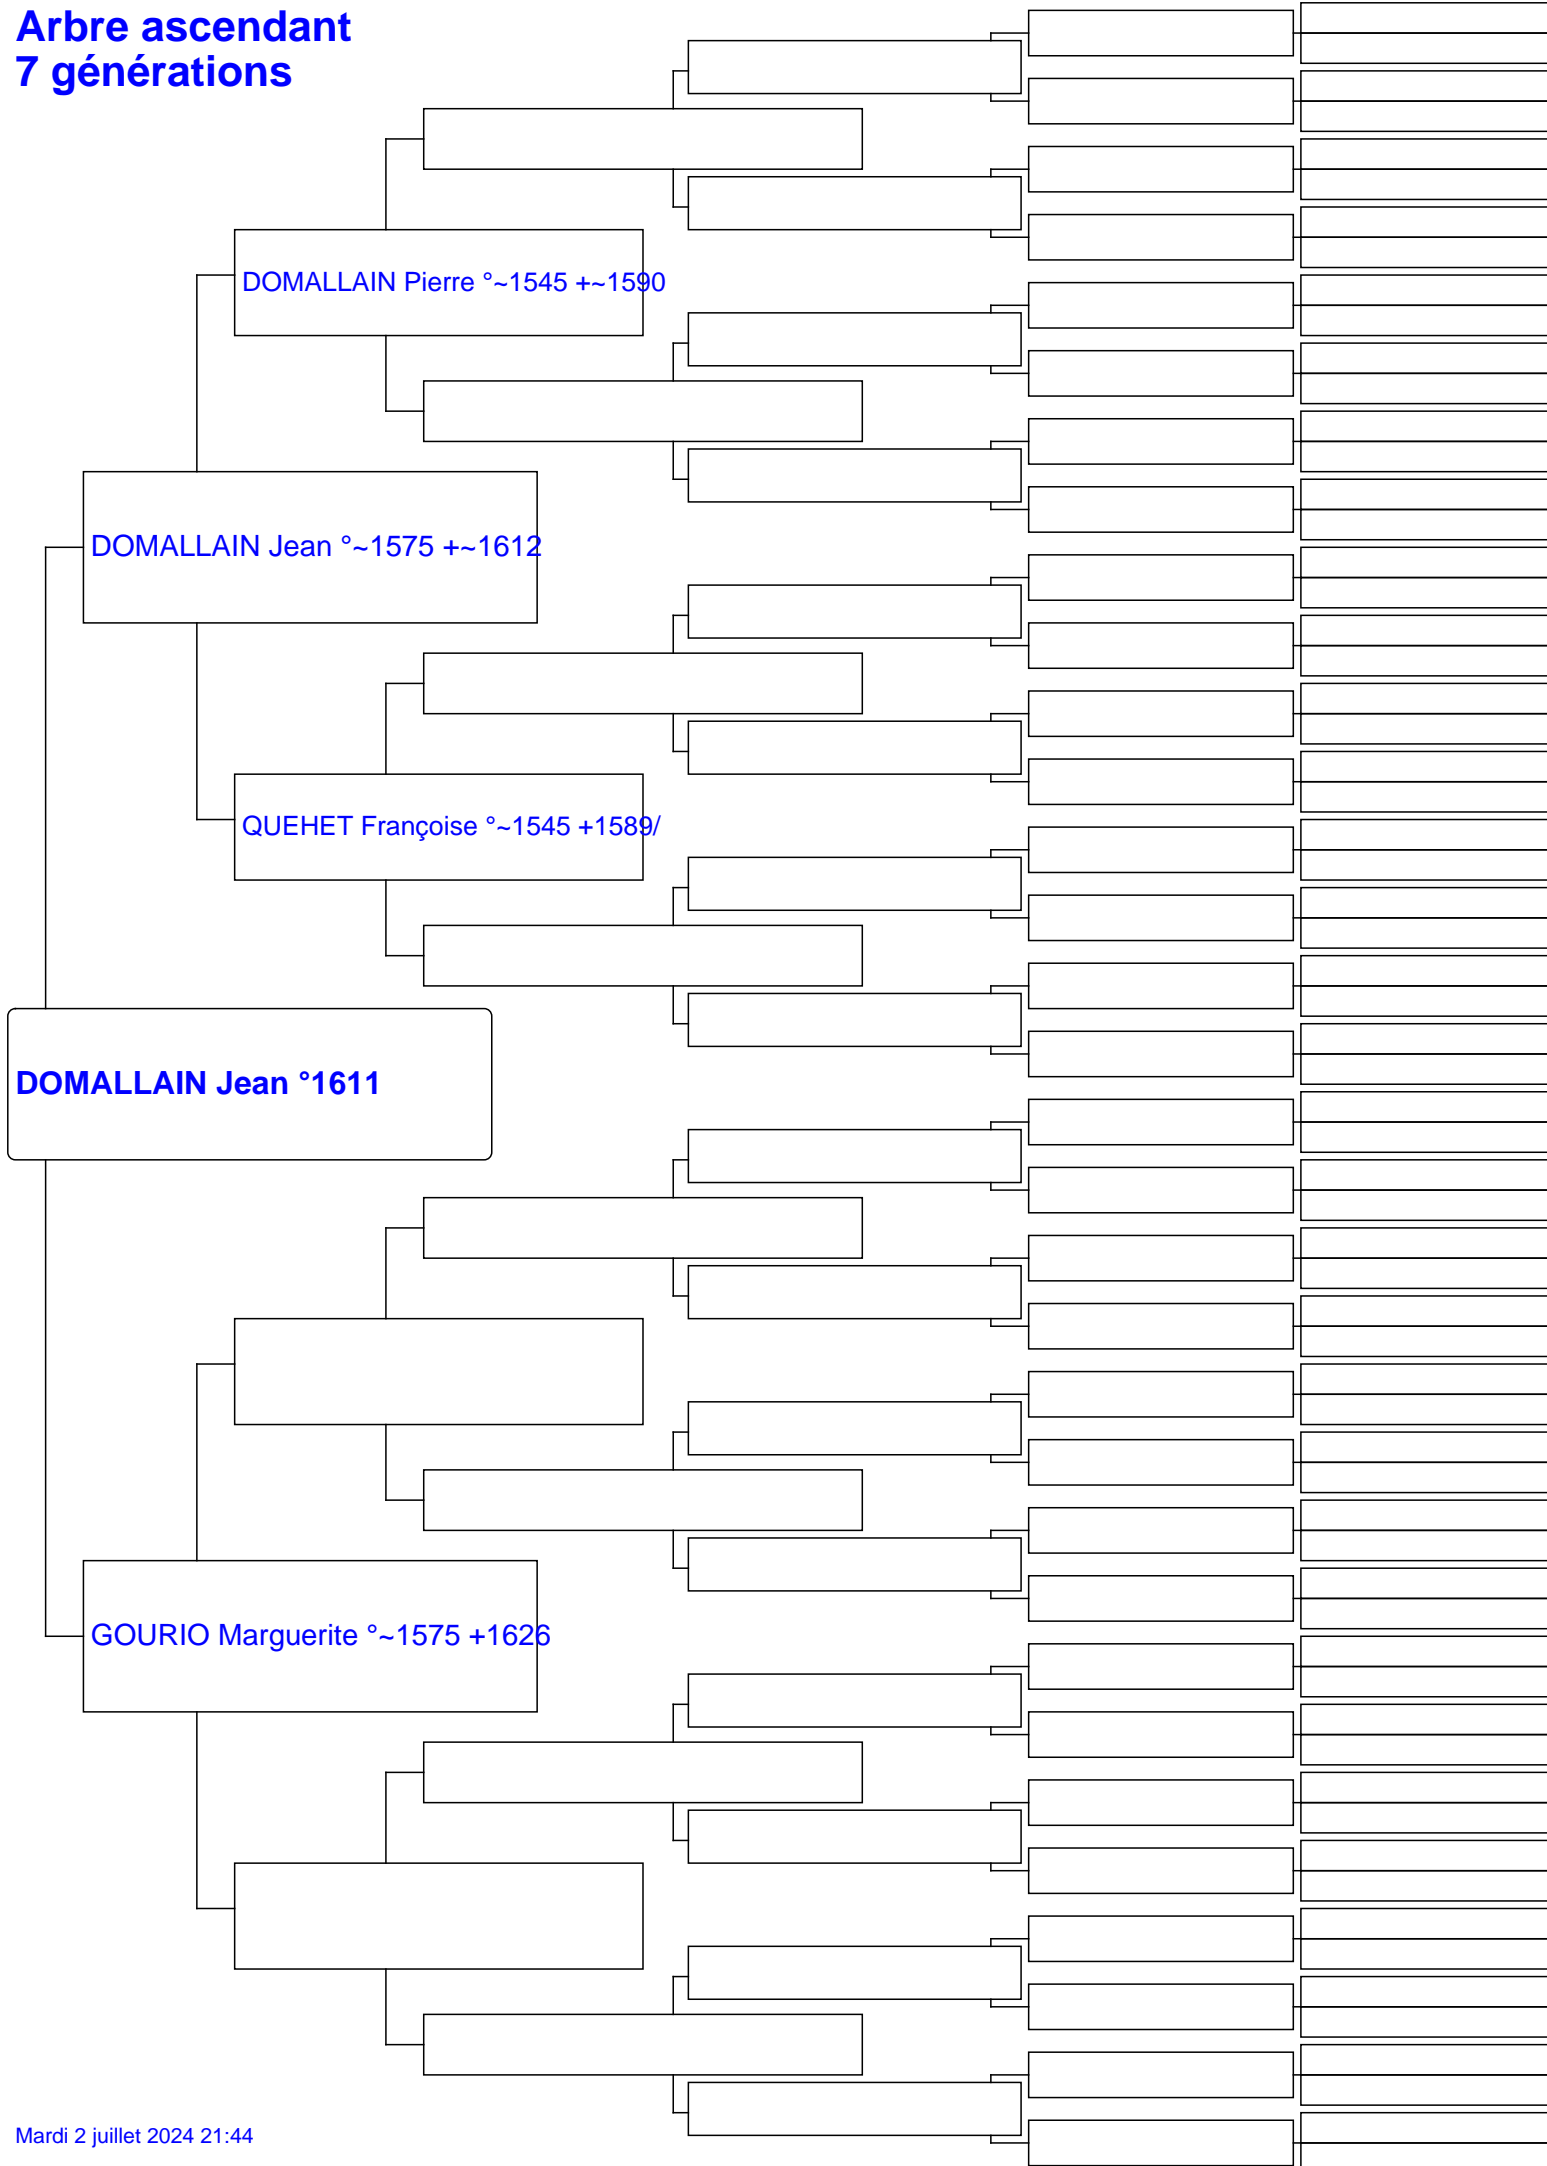 Arbre ascendant
7 générations
DOMALLAIN Pierre °~1545 +~1590
DOMALLAIN Jean °~1575 +~1612
QUEHET Françoise °~1545 +1589/
DOMALLAIN Jean °1611
GOURIO Marguerite °~1575 +1626
Mardi 2 juillet 2024 21:44